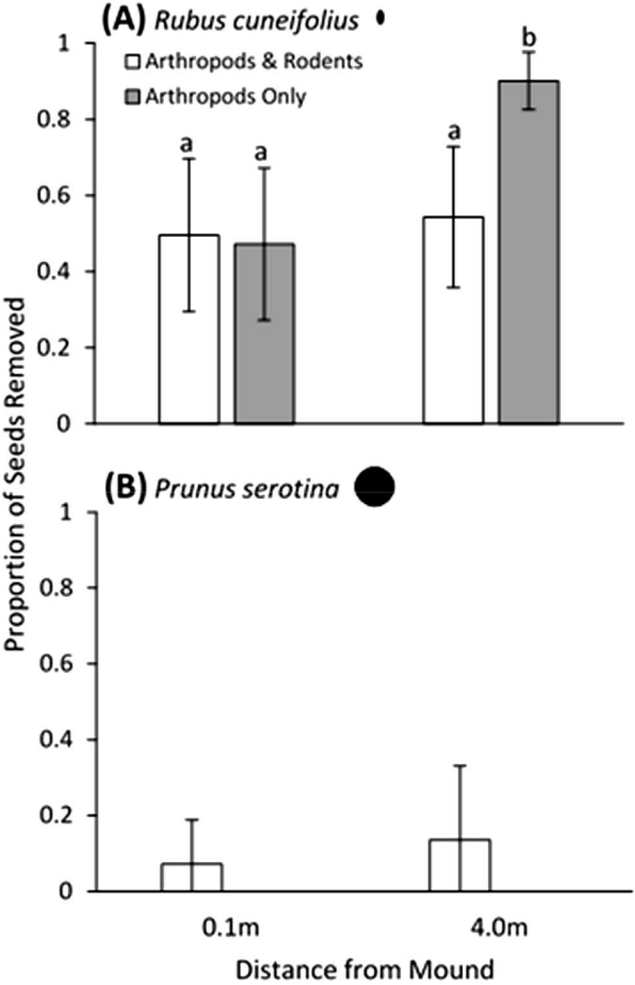 (A) Rubus cuneifolius
Arthropods & Rodents
Arthropods Only
1
0.8
0.6
0.4
0.2
0
a
a
a
b
Proportion of Seeds Removed
(B) Prunus serotina
1
0.8
0.6
0.4
0.2
0
0.1m
4.0m
Distance from Mound